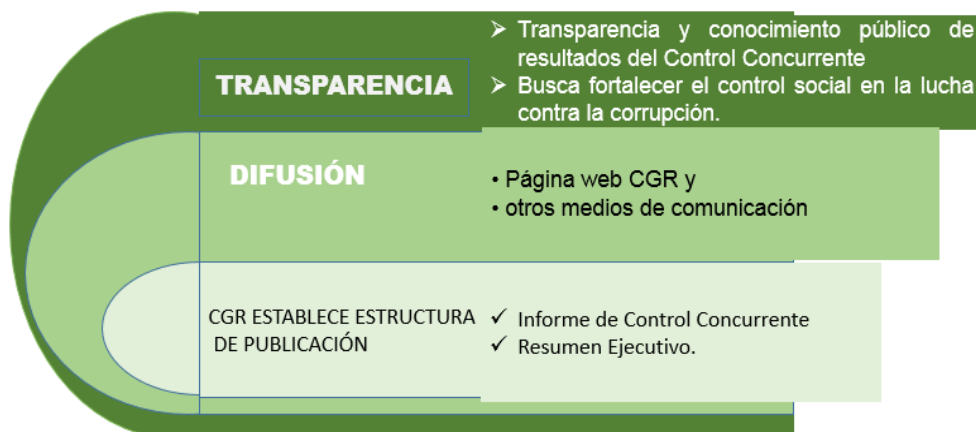 TRANSPARENCIA
➢ Transparencia y conocimiento público de
resultados del Control Concurrente
➢ Busca fortalecer el control social en la lucha
contra la corrupción.
DIFUSIÓN
• Página web CGR y
• otros medios de comunicación
CGR ESTABLECE ESTRUCTURA
DE PUBLICACIÓN
✓ Informe de Control Concurrente
✓ Resumen Ejecutivo.